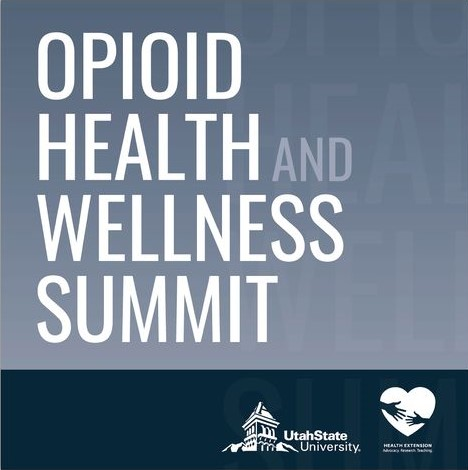 OPIOID
HEALTH AND
WELLNESS
SUMMIT
UtahState
University.
HEALTH EXTENSION
Advocacy Research Teaching